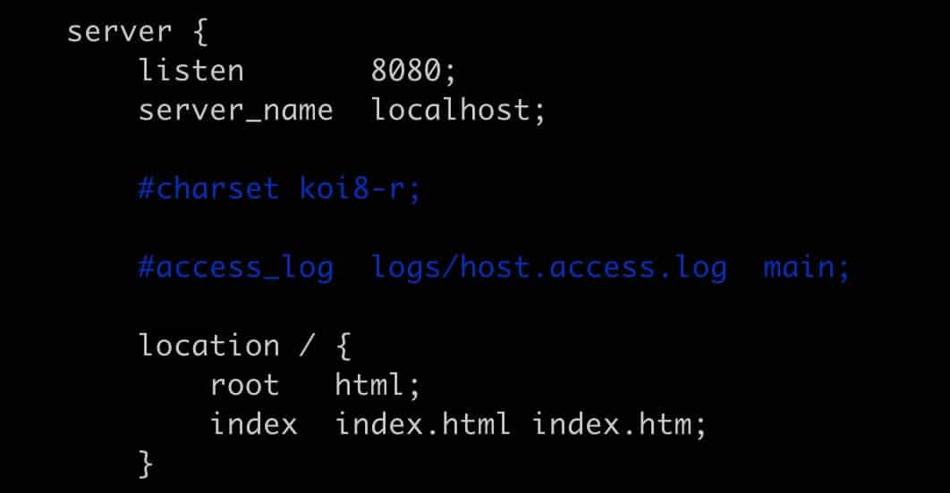 server {
listen 8080;
server_name localhost;
#charset koi8-r;
#access_log logs/host.access.log main;
location / {
root html;
index index.html index.htm;
}